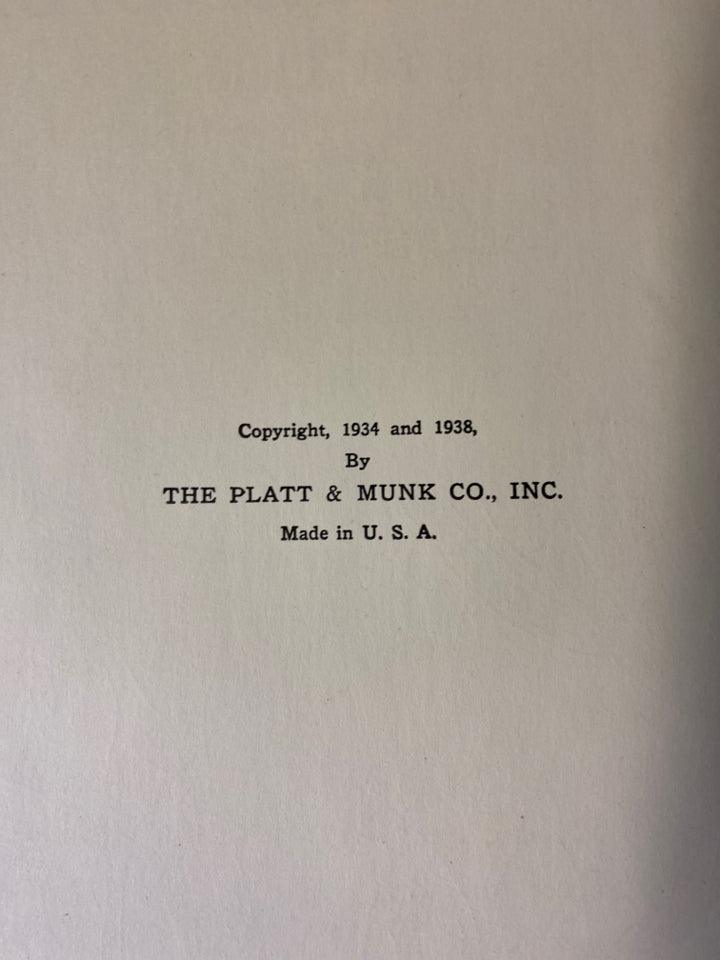 Copyright, 1934 and 1938,
By
THE PLATT & MUNK CO., INC.
Made in U. S. A.